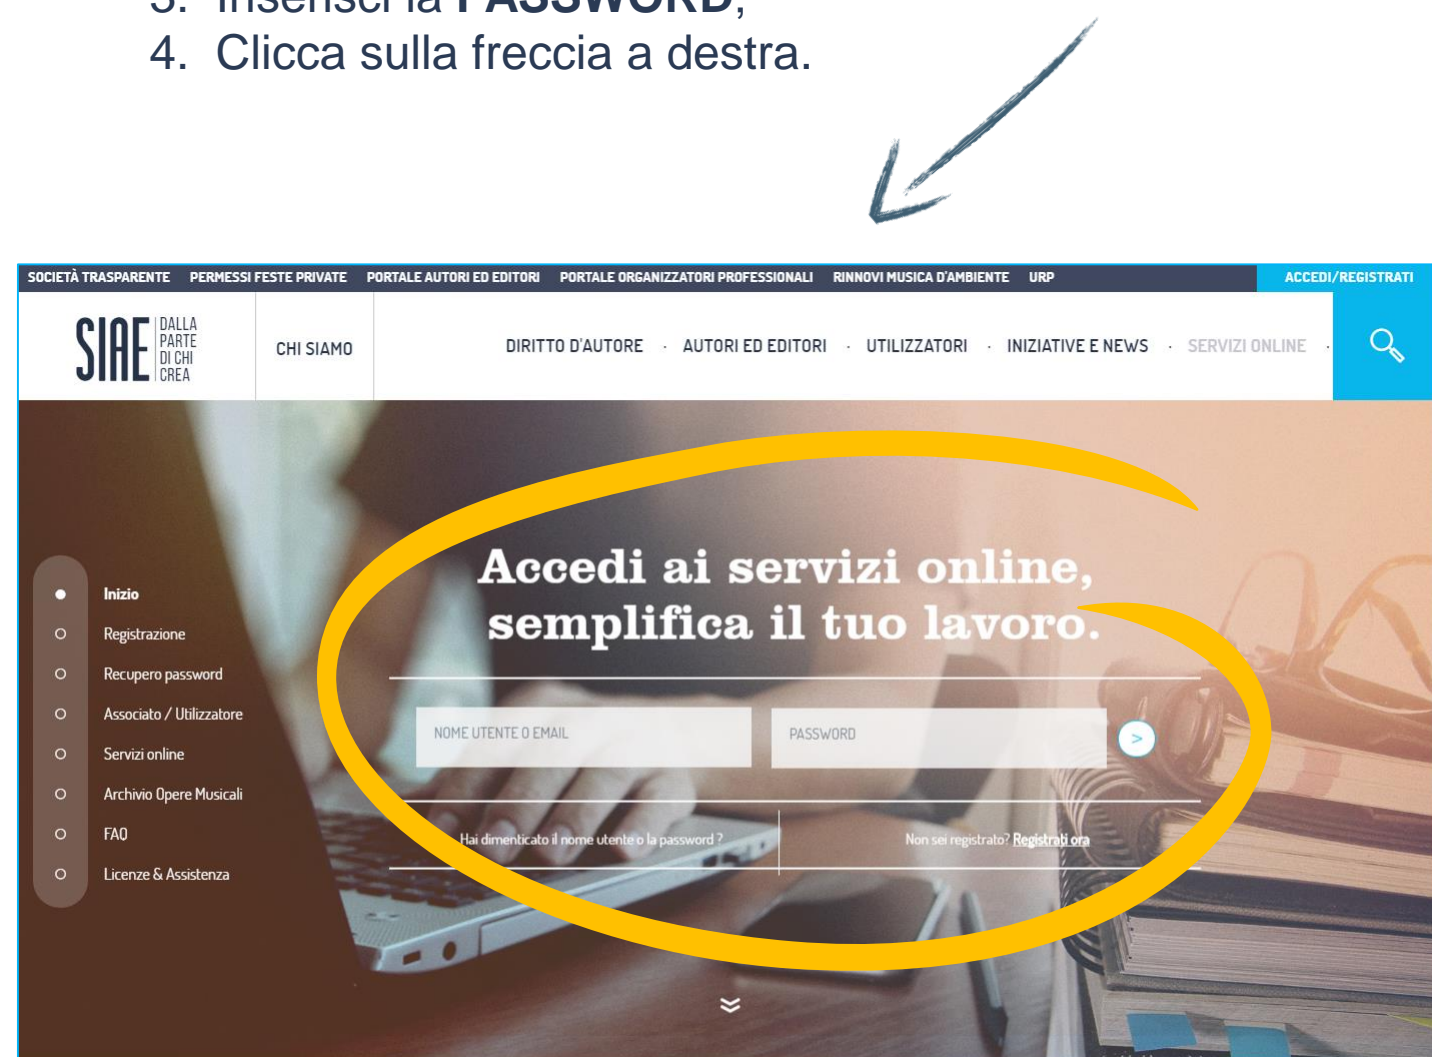 3. Inserisci la PASSWORD;
4. Clicca sulla freccia a destra.
SOCIETÀ TRASPARENTE PERMESSI FESTE PRIVATE PORTALE AUTORI ED EDITORI PORTALE ORGANIZZATORI PROFESSIONALI RINNOVI MUSICA D'AMBIENTE URP ACCEDI/REGISTRATI
SIAE
DALLA
PARTE
DI CHI
CREA
CHI SIAMO
DIRITTO D'AUTORE · AUTORI ED EDITORI · UTILIZZATORI · INIZIATIVE E NEWS · SERVIZI ONLINE ·
Accedi ai servizi online,
semplifica il tuo lavoro.
Inizio
Registrazione
Recupero password
Associato / Utilizzatore
Servizi online
Archivio Opere Musicali
FAQ
Licenze & Assistenza
NOME UTENTE O EMAIL PASSWORD >
Hai dimenticato il nome utente o la password ? Non sei registrato? Registrati ora